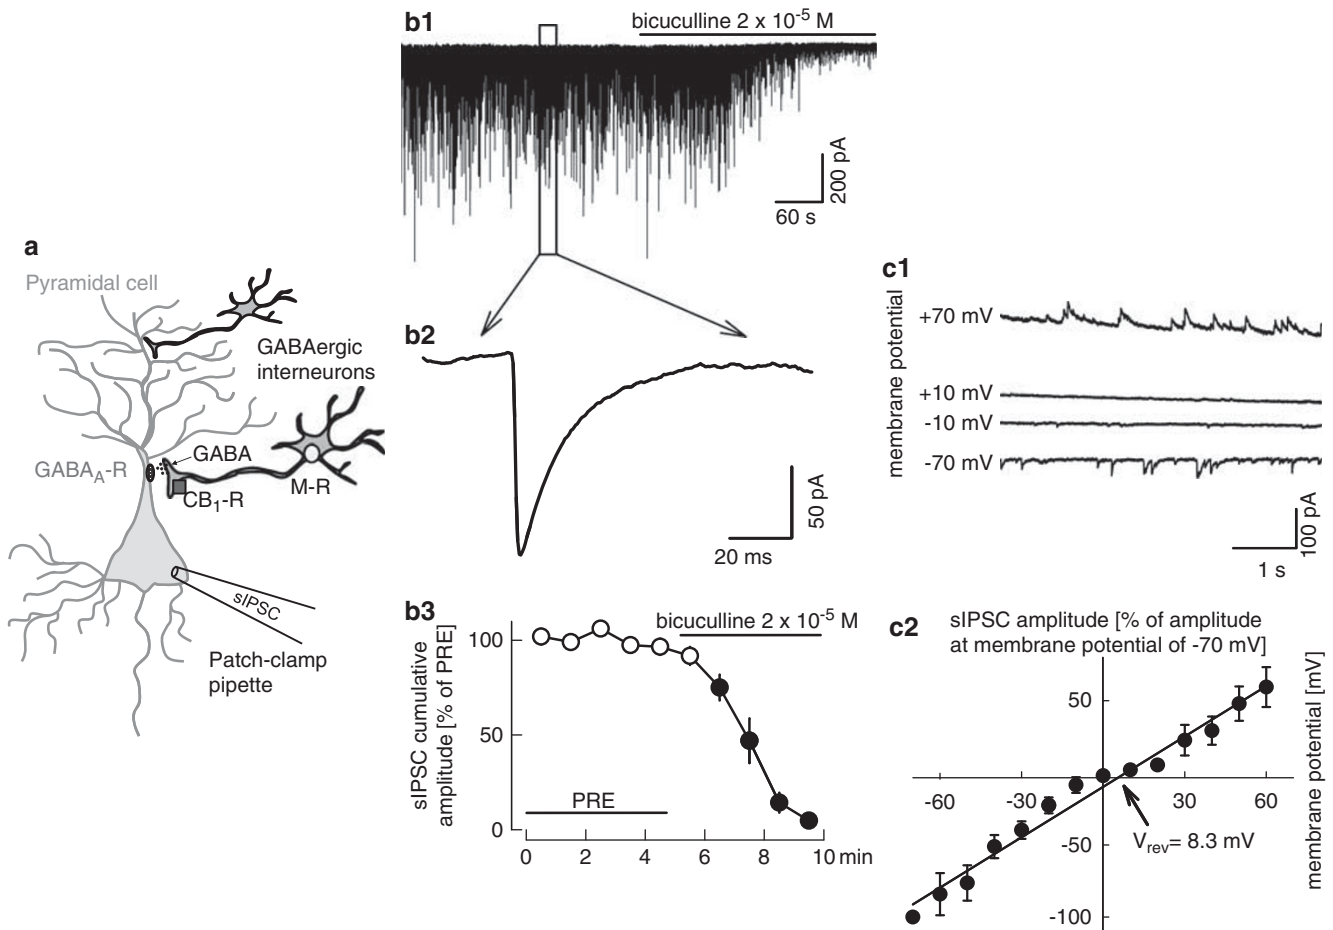 a
Pyramidal cell
GABAergic
interneurons
GABA
GABA_A-R
CB_1-R
M-R
sIPSC
Patch-clamp
pipette
b1
bicuculline 2 x 10^-5 M
200 pA
60 s
b2
50 pA
20 ms
b3
bicuculline 2 x 10^-5 M
sIPSC cumulative
amplitude [% of PRE]
100
50
0
PRE
0 2 4 6 8 10 min
c1
membrane potential
+70 mV
+10 mV
-10 mV
-70 mV
100 pA
1 s
c2
sIPSC amplitude [% of amplitude
at membrane potential of -70 mV]
membrane potential [mV]
50
-60 -30 30 60
-50
V_rev= 8.3 mV
-100